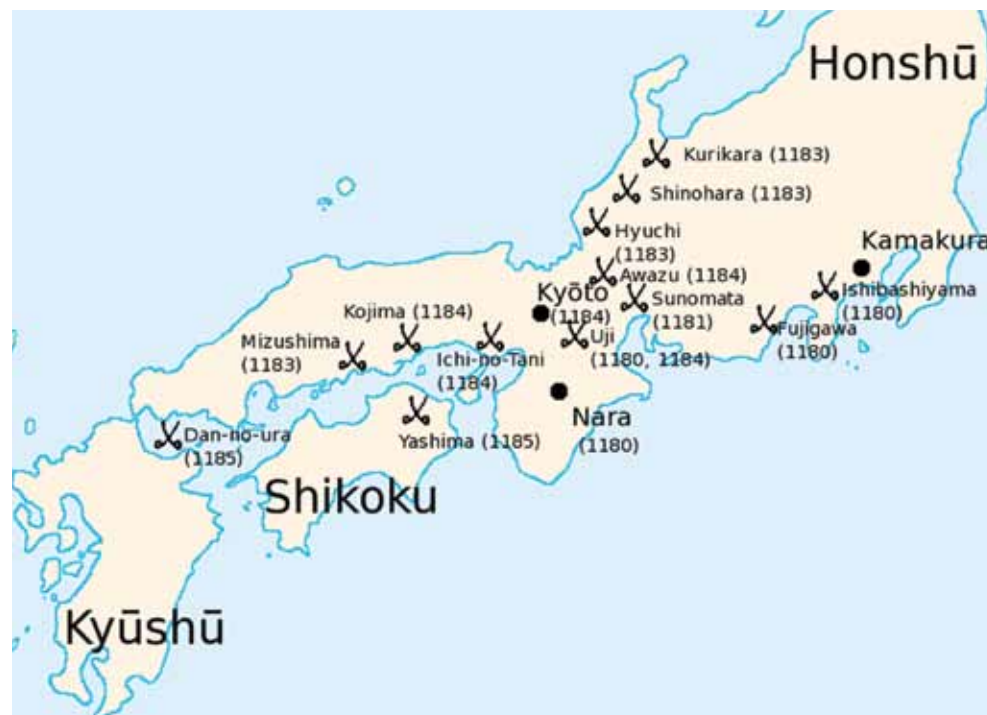 Honshū
Kurikara (1183)
Shinohara (1183)
Hyuchi
(1183)
Kamakura
Awazu (1184)
Ishibashiyama
(1180)
Kyōto
(1184)
Sunomata
(1181)
Kojima (1184)
Fujigawa
(1180)
Mizushima
(1183)
Uji
(1180, 1184)
Ichi-no-Tani
(1184)
Nara
(1180)
Dan-no-ura
(1185)
Yashima (1185)
Shikoku
Kyūshū